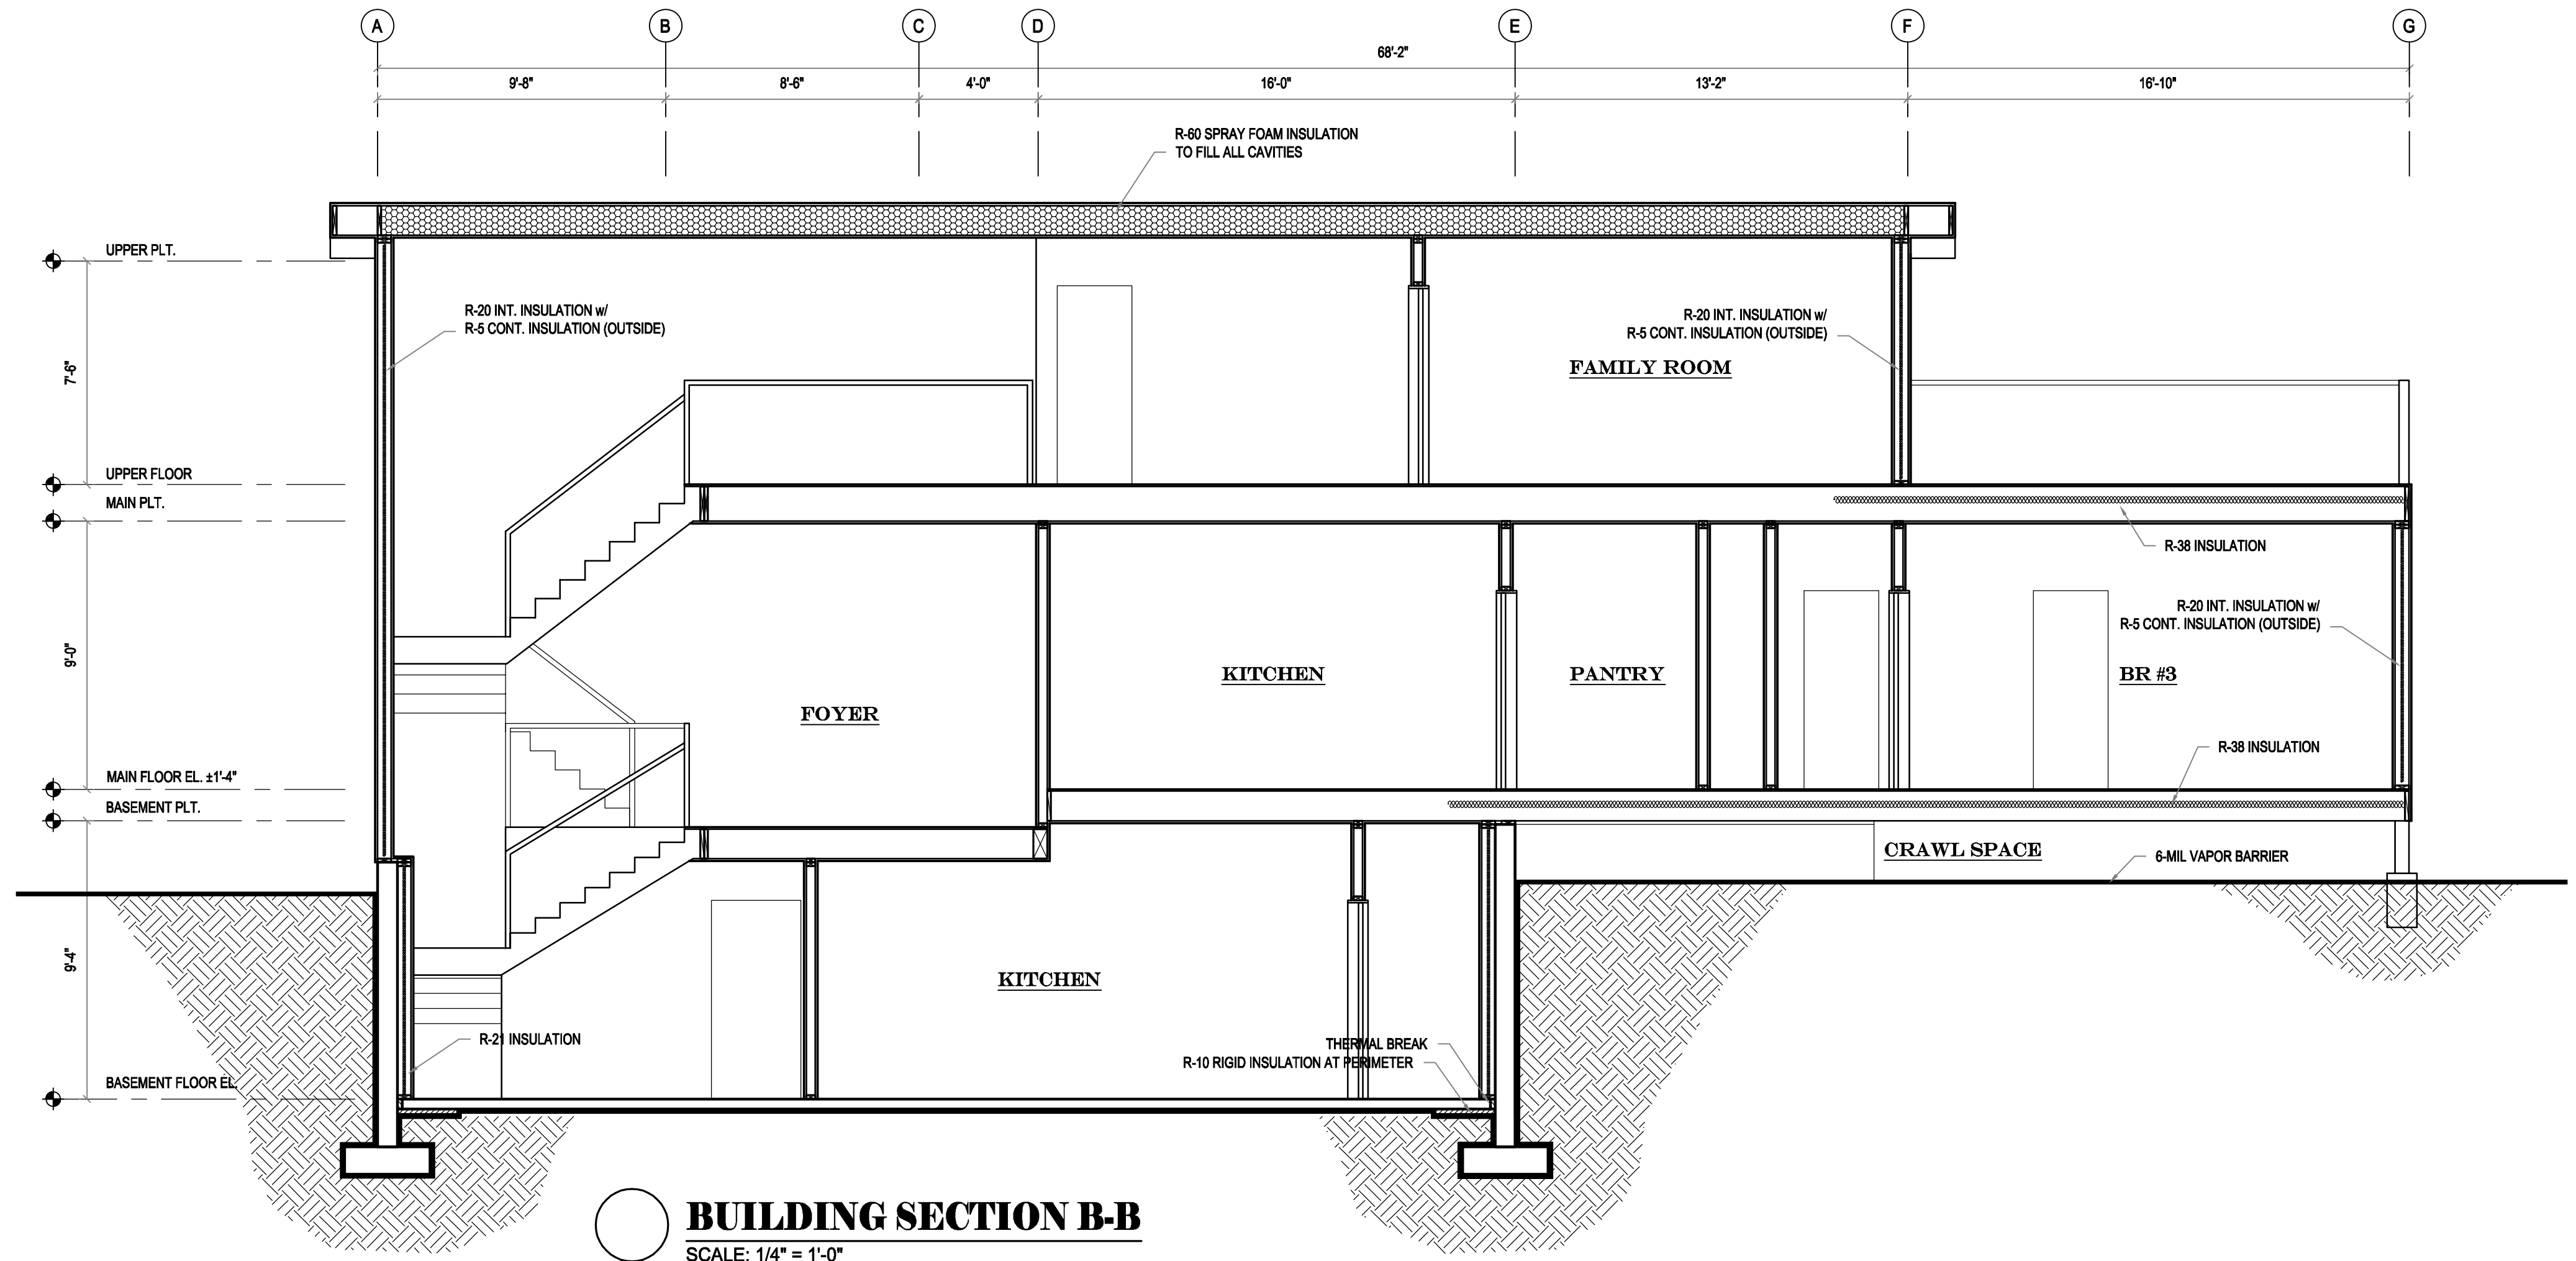 A B C D E F G
68'-2"
9'-8" 8'-6" 4'-0" 16'-0" 13'-2" 16'-10"
R-60 SPRAY FOAM INSULATION
TO FILL ALL CAVITIES
UPPER PLT.
R-20 INT. INSULATION w/
R-5 CONT. INSULATION (OUTSIDE)
R-20 INT. INSULATION w/
R-5 CONT. INSULATION (OUTSIDE)
FAMILY ROOM
7'-6"
UPPER FLOOR
MAIN PLT.
R-38 INSULATION
R-20 INT. INSULATION w/
R-5 CONT. INSULATION (OUTSIDE)
9'-0"
KITCHEN
PANTRY
BR #3
FOYER
R-38 INSULATION
MAIN FLOOR EL. ±1'-4"
BASEMENT PLT.
CRAWL SPACE
6-MIL VAPOR BARRIER
9'-4"
KITCHEN
R-21 INSULATION
THERMAL BREAK
R-10 RIGID INSULATION AT PERIMETER
BASEMENT FLOOR EL.
BUILDING SECTION B-B
SCALE: 1/4" = 1'-0"